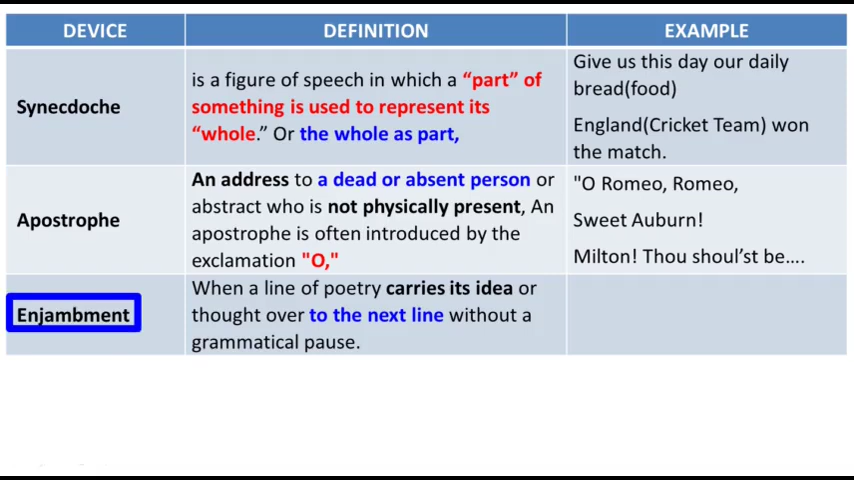 DEVICE DEFINITION EXAMPLE
Synecdoche
is a figure of speech in which a “part” of
something is used to represent its
“whole.” Or the whole as part,
Give us this day our daily
bread(food)
England(Cricket Team) won
the match.
Apostrophe
An address to a dead or absent person or
abstract who is not physically present, An
apostrophe is often introduced by the
exclamation "O,"
"O Romeo, Romeo,
Sweet Auburn!
Milton! Thou shoul’st be....
Enjambment
When a line of poetry carries its idea or
thought over to the next line without a
grammatical pause.